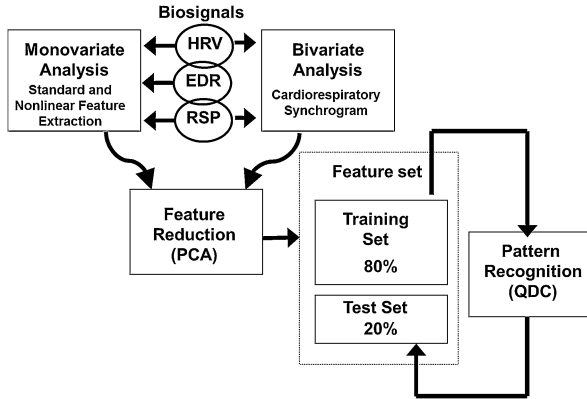 Biosignals
Monovariate
Analysis
Standard and
Nonlinear Feature
Extraction
HRV
EDR
RSP
Bivariate
Analysis
Cardiorespiratory
Synchrogram
Feature
Reduction
(PCA)
Feature set
Training
Set
80%
Test Set
20%
Pattern
Recognition
(QDC)